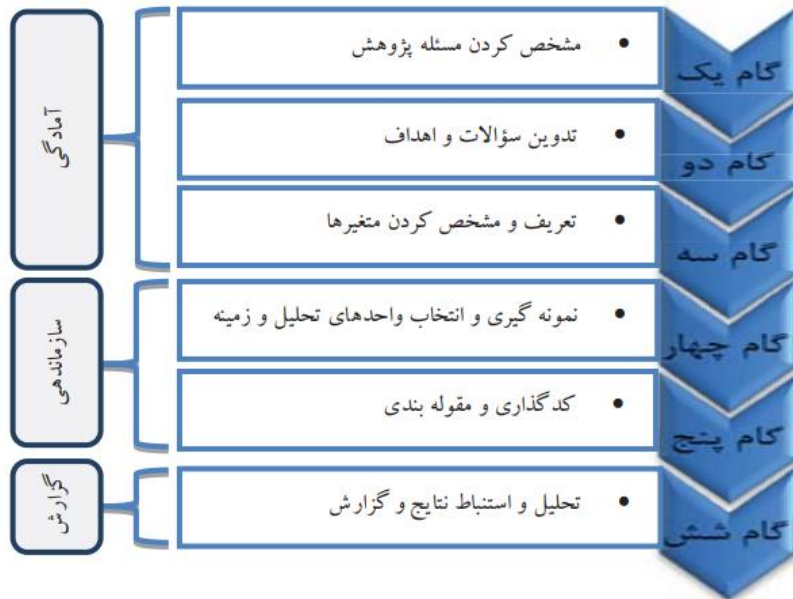 گام یک
• مشخص کردن مسئله پژوهش
گام دو
• تدوین سؤالات و اهداف
گام سه
• تعریف و مشخص کردن متغیرها
آمادگی
گام چهار
• نمونه گیری و انتخاب واحدهای تحلیل و زمینه
گام پنج
• کدگذاری و مقوله بندی
سازماندهی
گام شش
• تحلیل و استنباط نتایج و گزارش
گزارش